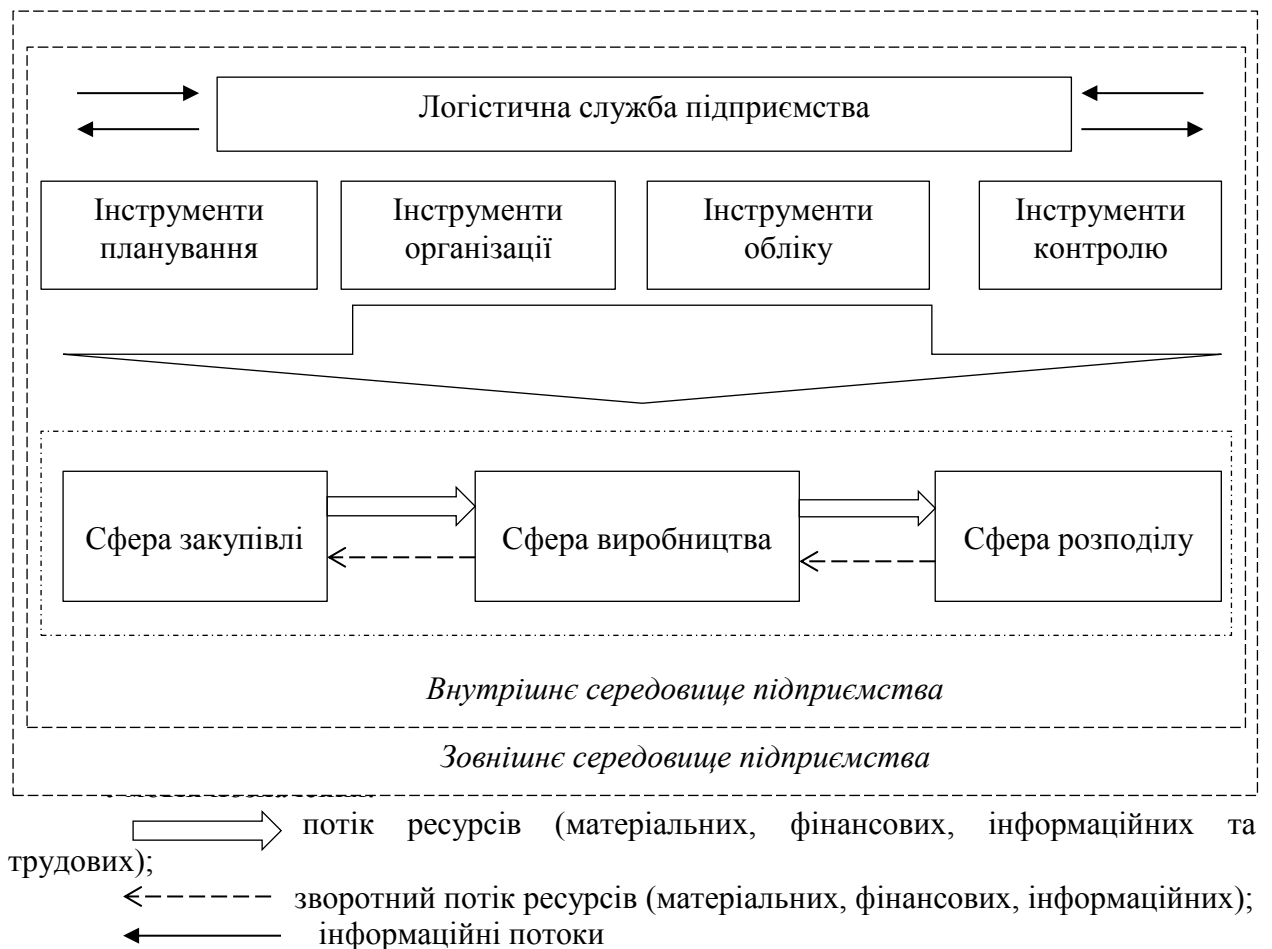 Логістична служба підприємства
Інструменти
планування
Інструменти
організації
Інструменти
обліку
Інструменти
контролю
Сфера закупівлі
Сфера виробництва
Сфера розподілу
Внутрішнє середовище підприємства
Зовнішнє середовище підприємства
потік ресурсів (матеріальних, фінансових, інформаційних та
трудових);
зворотний потік ресурсів (матеріальних, фінансових, інформаційних);
інформаційні потоки